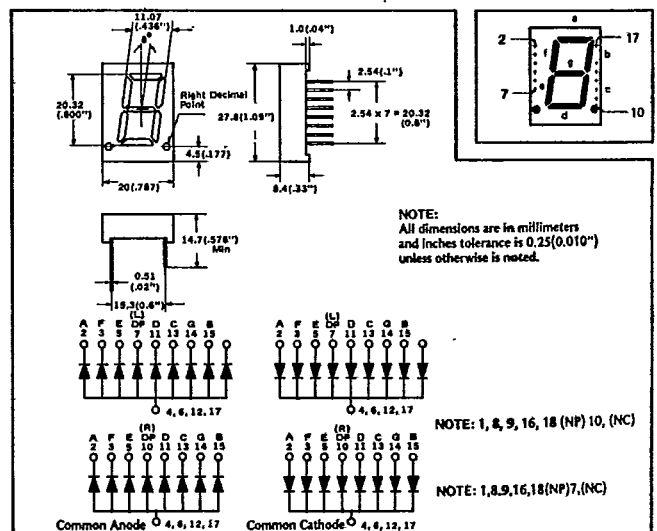 11.07
(.436")
8°
20.32
(.800")
Right Decimal
Point
4.5(.177)
20(.787)
1.0(.04")
2.54(.1")
27.8(1.09")
2.54 x 7 = 20.32
(0.8")
8.4(.33")
a
2
17
f
b
g
7
e
c
d
10
14.7(.578")
Min
0.51
(.02")
15.3(0.6")
NOTE:
All dimensions are in millimeters
and inches tolerance is 0.25(0.010")
unless otherwise is noted.
(L)
A F E DP D C G B
2 3 5 7 11 13 14 15
4, 6, 12, 17
(L)
A F E DP D C G B
2 3 5 7 11 13 14 15
4, 6, 12, 17
NOTE: 1, 8, 9, 16, 18 (NP) 10, (NC)
(R)
A F E DP D C G B
2 3 5 10 11 13 14 15
Common Anode 4, 6, 12, 17
(R)
A F E DP D C G B
2 3 5 10 11 13 14 15
Common Cathode 4, 6, 12, 17
NOTE: 1,8.9,16,18(NP)7,(NC)